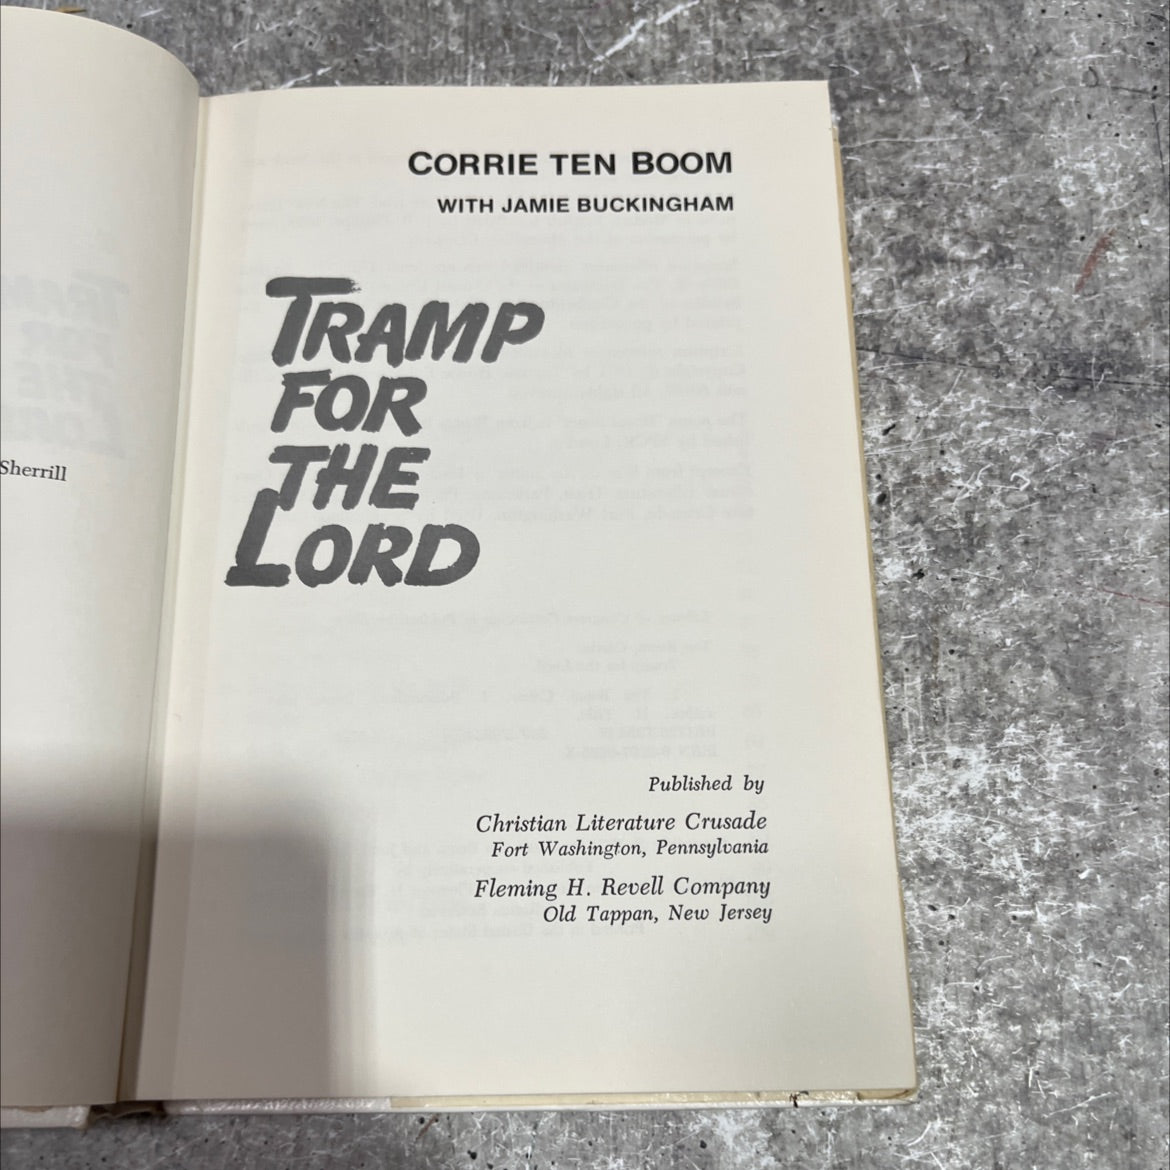 Sherrill
CORRIE TEN BOOM
WITH JAMIE BUCKINGHAM
TRAMP
FOR
THE
LORD
Published by
Christian Literature Crusade
Fort Washington, Pennsylvania
Fleming H. Revell Company
Old Tappan, New Jersey